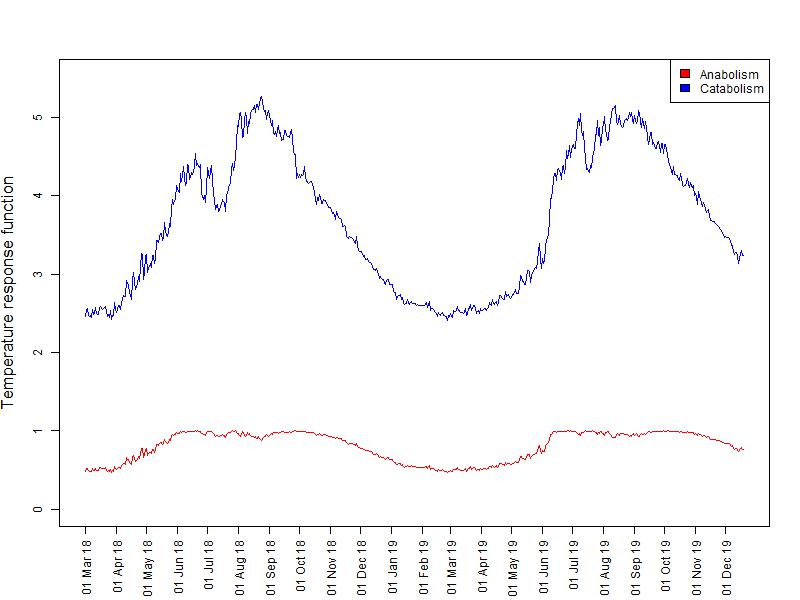 Anabolism
Catabolism
Temperature response function
5
4
3
2
1
0
01 Mar 18
01 Apr 18
01 May 18
01 Jun 18
01 Jul 18
01 Aug 18
01 Sep 18
01 Oct 18
01 Nov 18
01 Dec 18
01 Jan 19
01 Feb 19
01 Mar 19
01 Apr 19
01 May 19
01 Jun 19
01 Jul 19
01 Aug 19
01 Sep 19
01 Oct 19
01 Nov 19
01 Dec 19